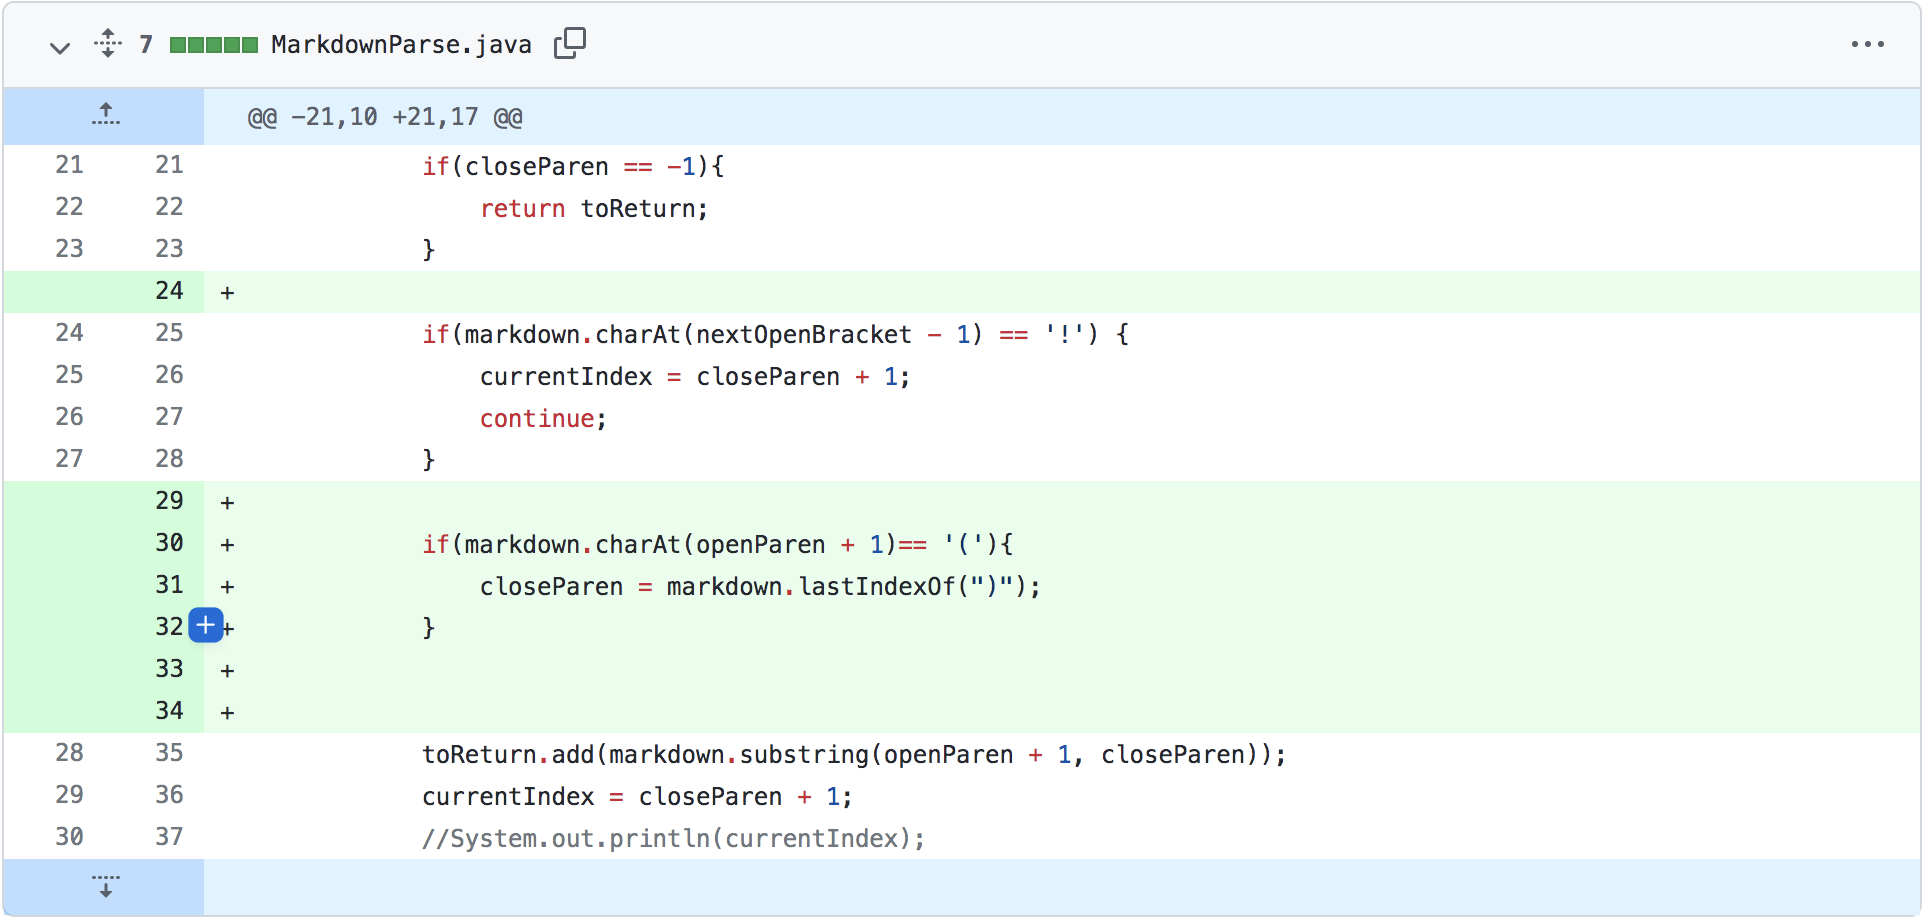 7 MarkdownParse.java
@@ -21,10 +21,17 @@
21 21 if(closeParen == -1){
22 22 return toReturn;
23 23 }
24 +
24 25 if(markdown.charAt(nextOpenBracket - 1) == '!') {
25 26 currentIndex = closeParen + 1;
26 27 continue;
27 28 }
29 +
30 + if(markdown.charAt(openParen + 1)== '('){
31 + closeParen = markdown.lastIndexOf(")");
32 + }
33 +
34 +
28 35 toReturn.add(markdown.substring(openParen + 1, closeParen));
29 36 currentIndex = closeParen + 1;
30 37 //System.out.println(currentIndex);